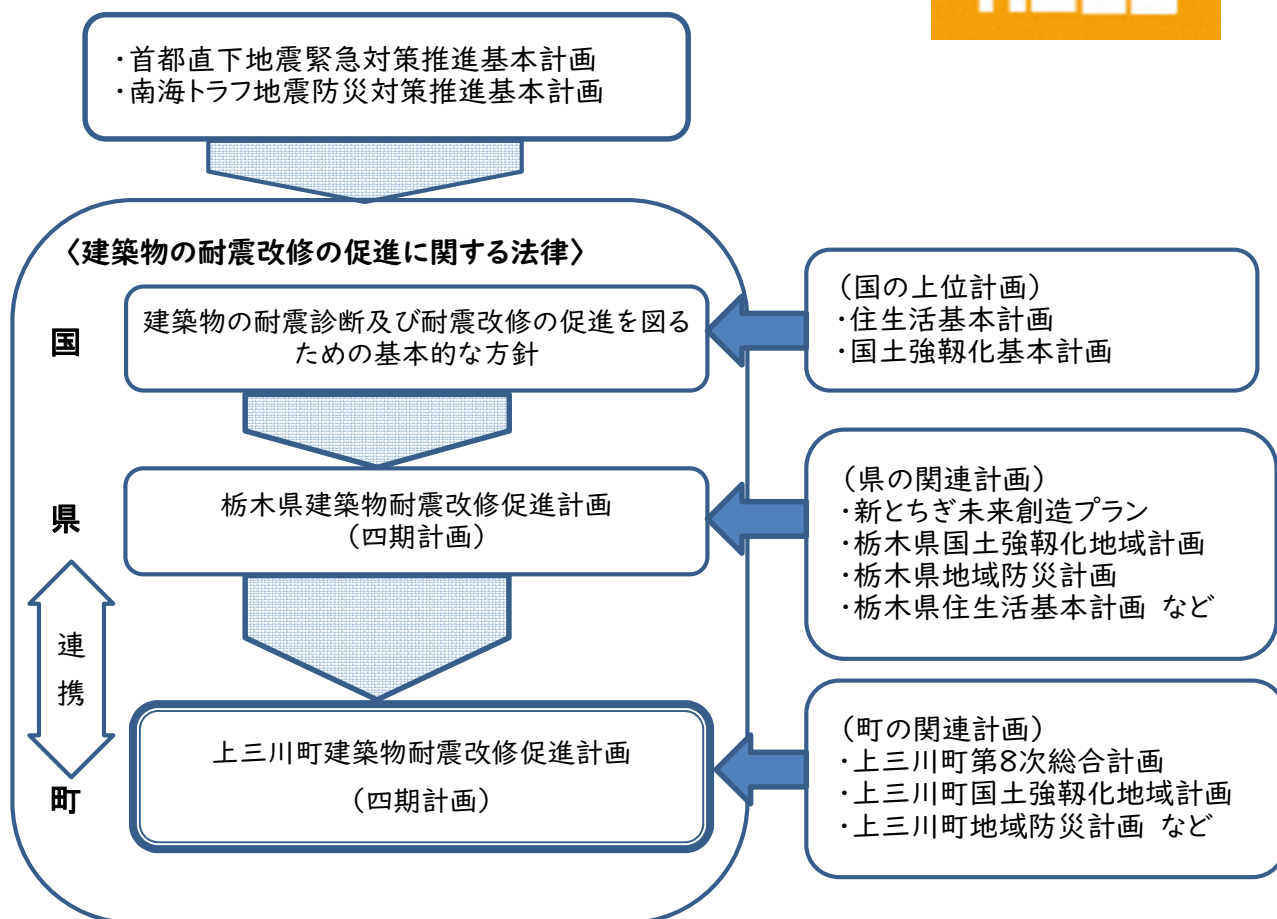 ・首都直下地震緊急対策推進基本計画
・南海トラフ地震防災対策推進基本計画
〈建築物の耐震改修の促進に関する法律〉
国
建築物の耐震診断及び耐震改修の促進を図る
ための基本的な方針
(国の上位計画)
・住生活基本計画
・国土強靱化基本計画
県
栃木県建築物耐震改修促進計画
(四期計画)
(県の関連計画)
・新とちぎ未来創造プラン
・栃木県国土強靱化地域計画
・栃木県地域防災計画
・栃木県住生活基本計画 など
連
携
町
上三川町建築物耐震改修促進計画
(四期計画)
(町の関連計画)
・上三川町第8次総合計画
・上三川町国土強靱化地域計画
・上三川町地域防災計画 など